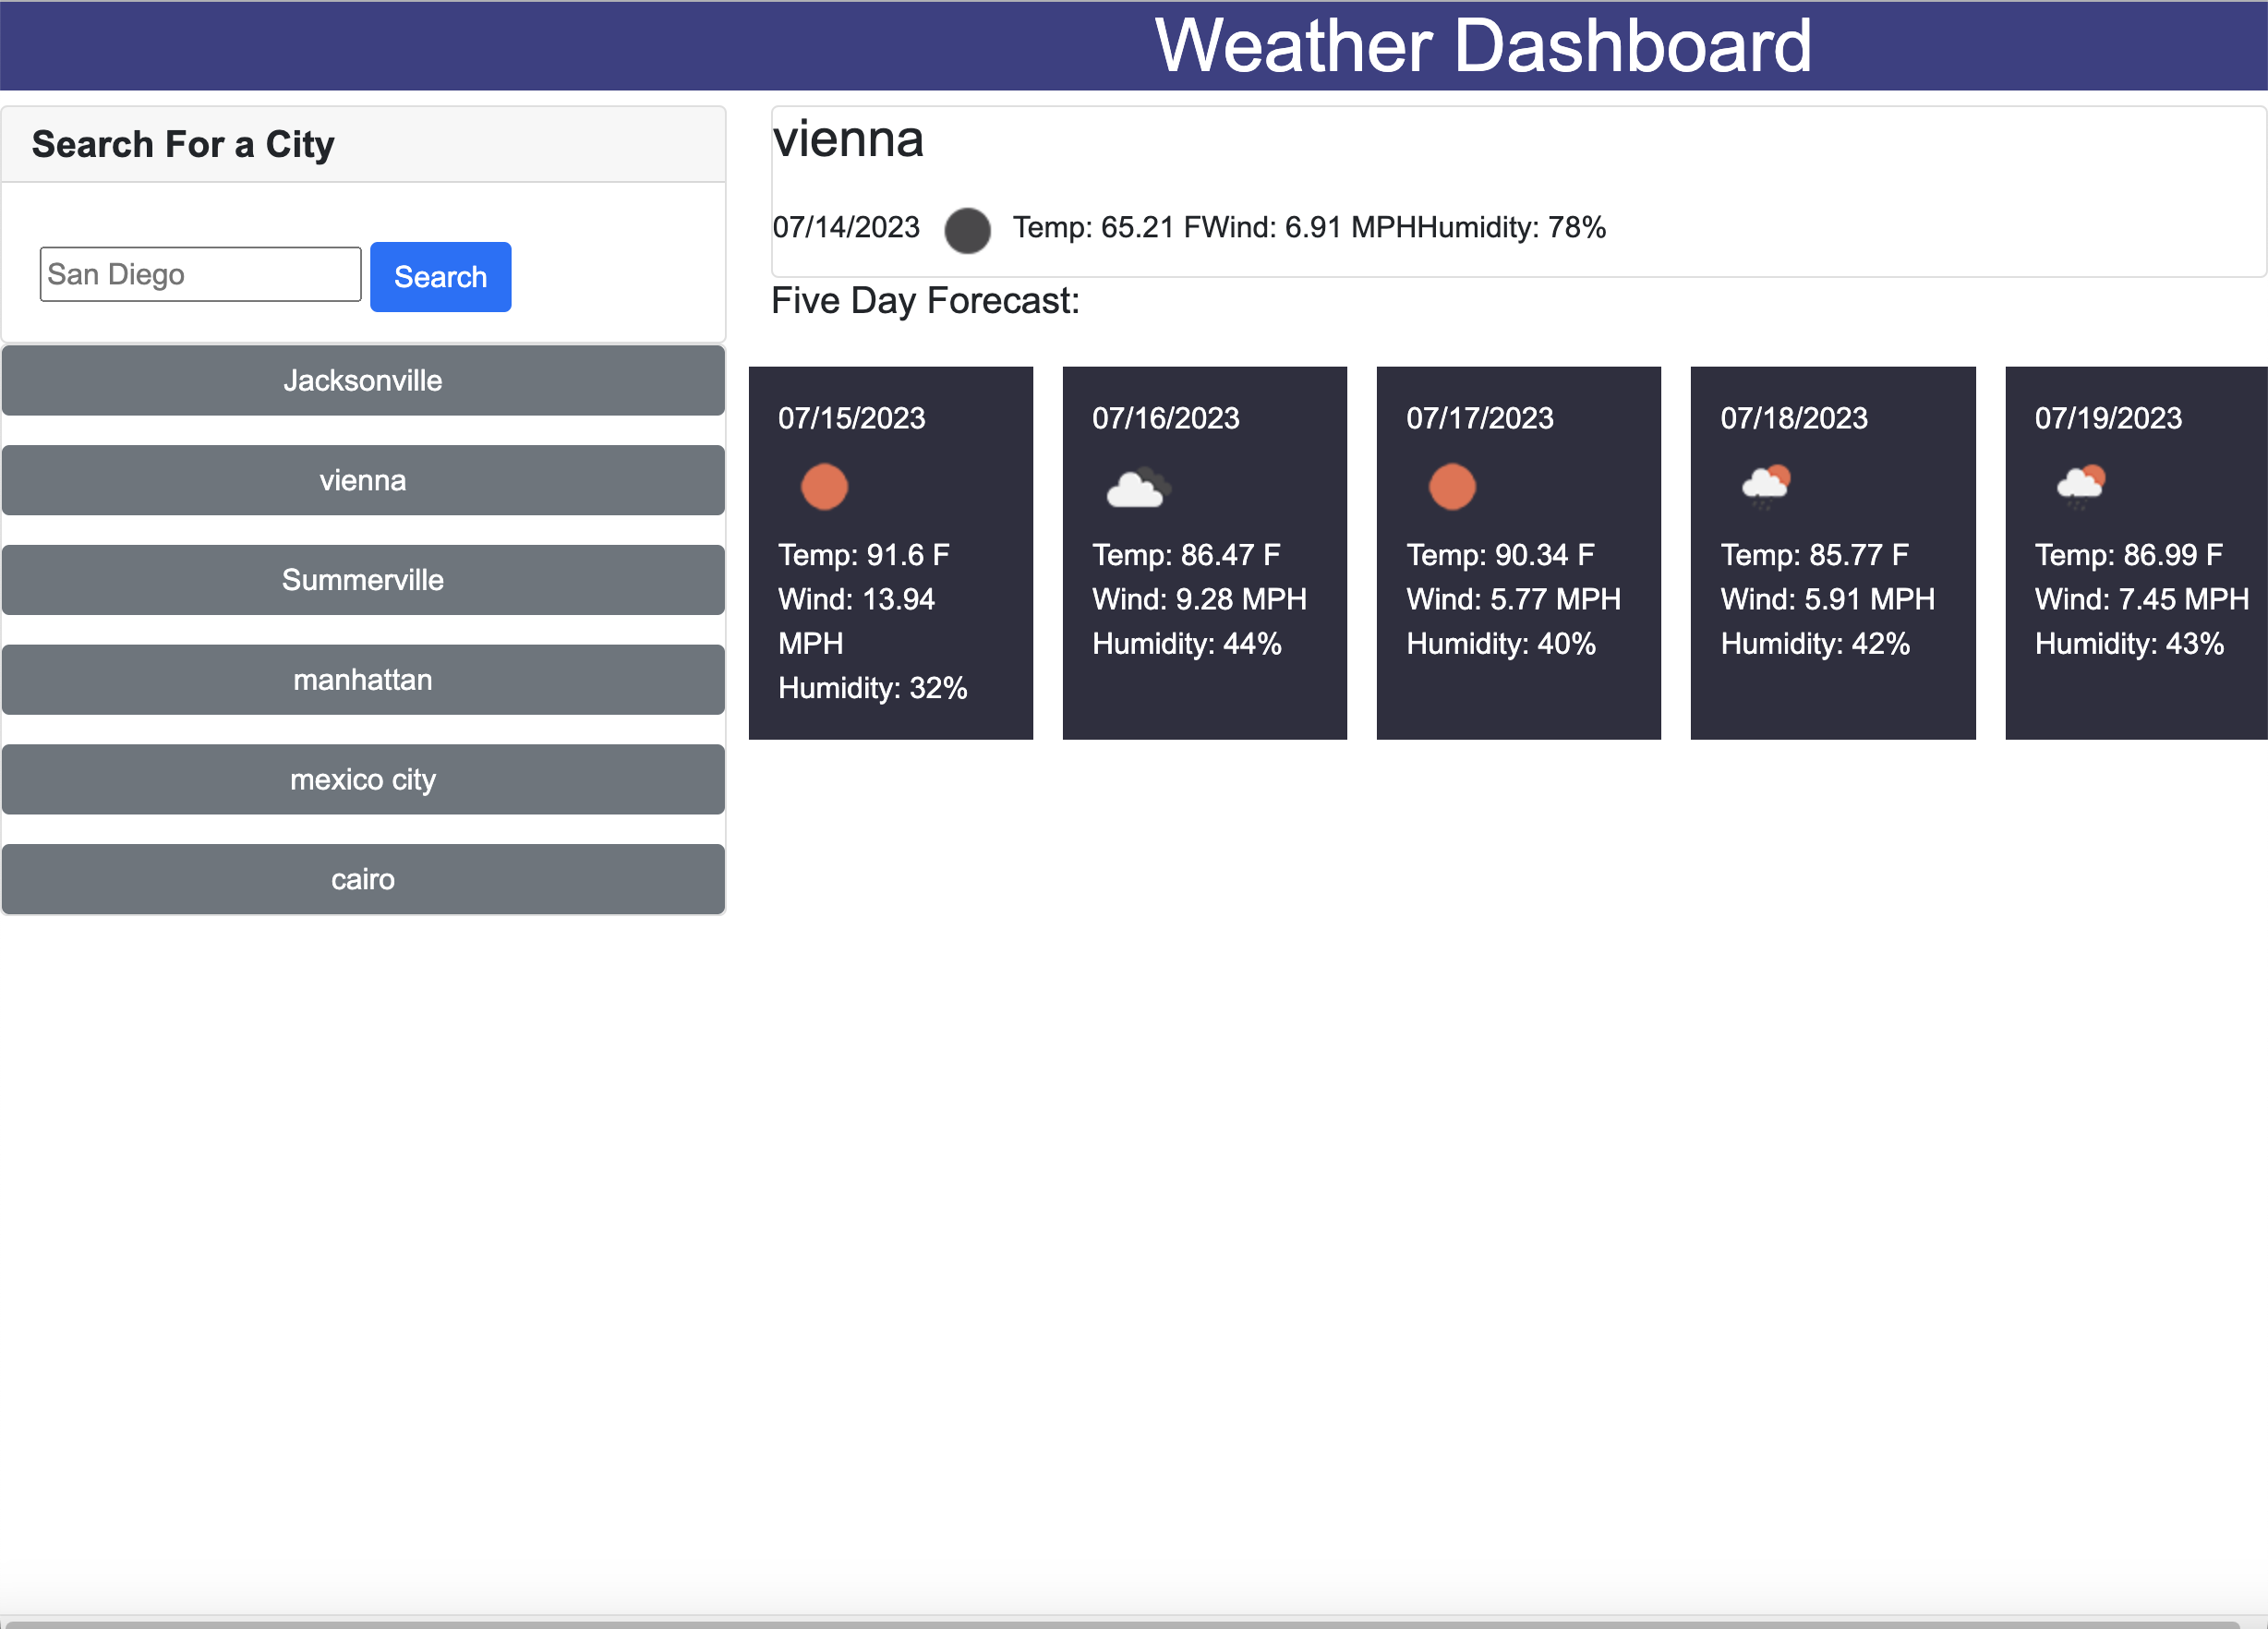 Weather Dashboard
Search For a City
San Diego
Search
Jacksonville
vienna
Summerville
manhattan
mexico city
cairo
vienna
07/14/2023 Temp: 65.21 FWind: 6.91 MPHHumidity: 78%
Five Day Forecast:
07/15/2023
Temp: 91.6 F
Wind: 13.94
MPH
Humidity: 32%
07/16/2023
Temp: 86.47 F
Wind: 9.28 MPH
Humidity: 44%
07/17/2023
Temp: 90.34 F
Wind: 5.77 MPH
Humidity: 40%
07/18/2023
Temp: 85.77 F
Wind: 5.91 MPH
Humidity: 42%
07/19/2023
Temp: 86.99 F
Wind: 7.45 MPH
Humidity: 43%